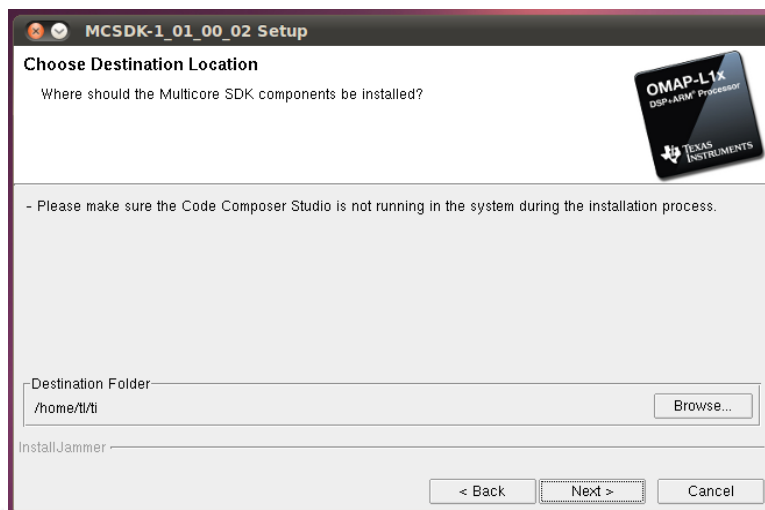 MCSDK-1_01_00_02 Setup
Choose Destination Location
Where should the Multicore SDK components be installed?
OMAP-L1x
DSP+ARM® Processor
TEXAS
INSTRUMENTS
- Please make sure the Code Composer Studio is not running in the system during the installation process.
Destination Folder
/home/tl/ti
Browse...
InstallJammer
< Back
Next >
Cancel